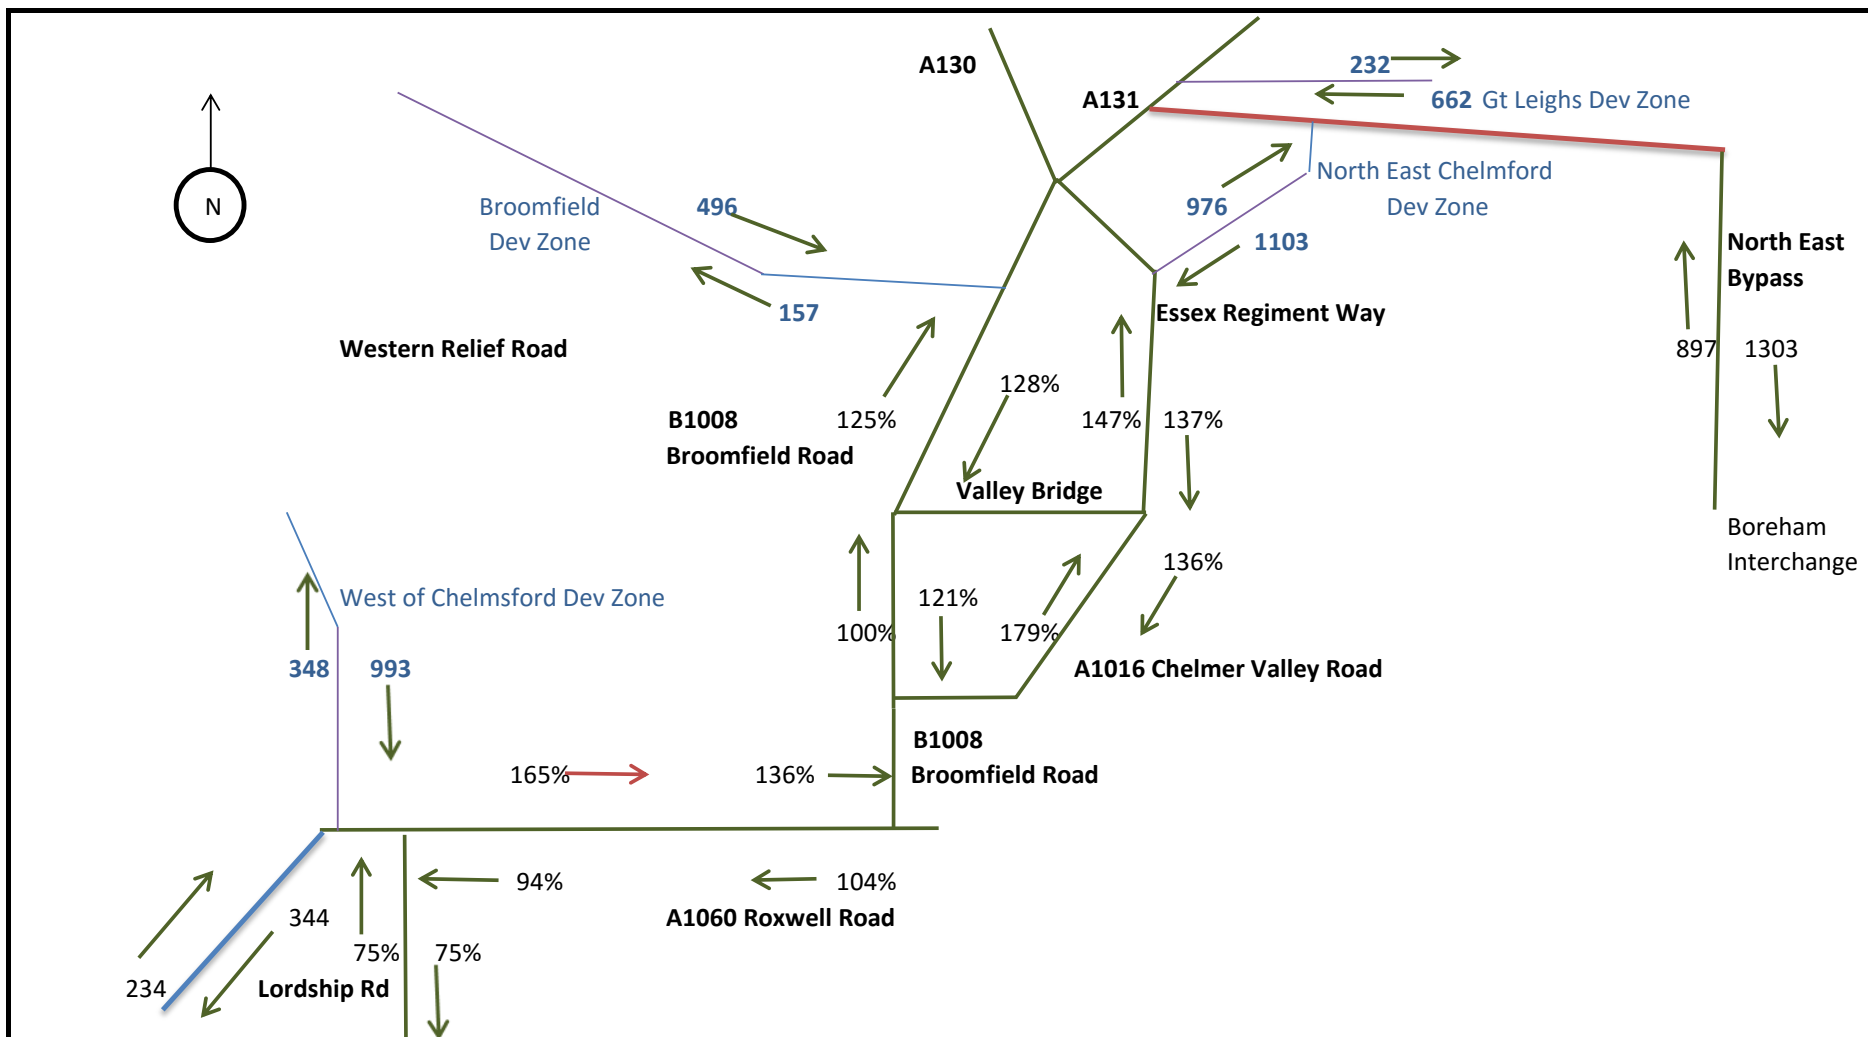 A130
232
A131
662 Gt Leighs Dev Zone
North East Chelmford
Dev Zone
N
Broomfield
Dev Zone
496
976
1103
North East
Bypass
157
Essex Regiment Way
Western Relief Road
897
1303
128%
B1008
Broomfield Road
125%
147%
137%
Valley Bridge
Boreham
Interchange
136%
West of Chelmsford Dev Zone
121%
100%
179%
348
993
A1016 Chelmer Valley Road
B1008
Broomfield Road
165%
136%
94%
104%
344
A1060 Roxwell Road
75%
75%
234
Lordship Rd